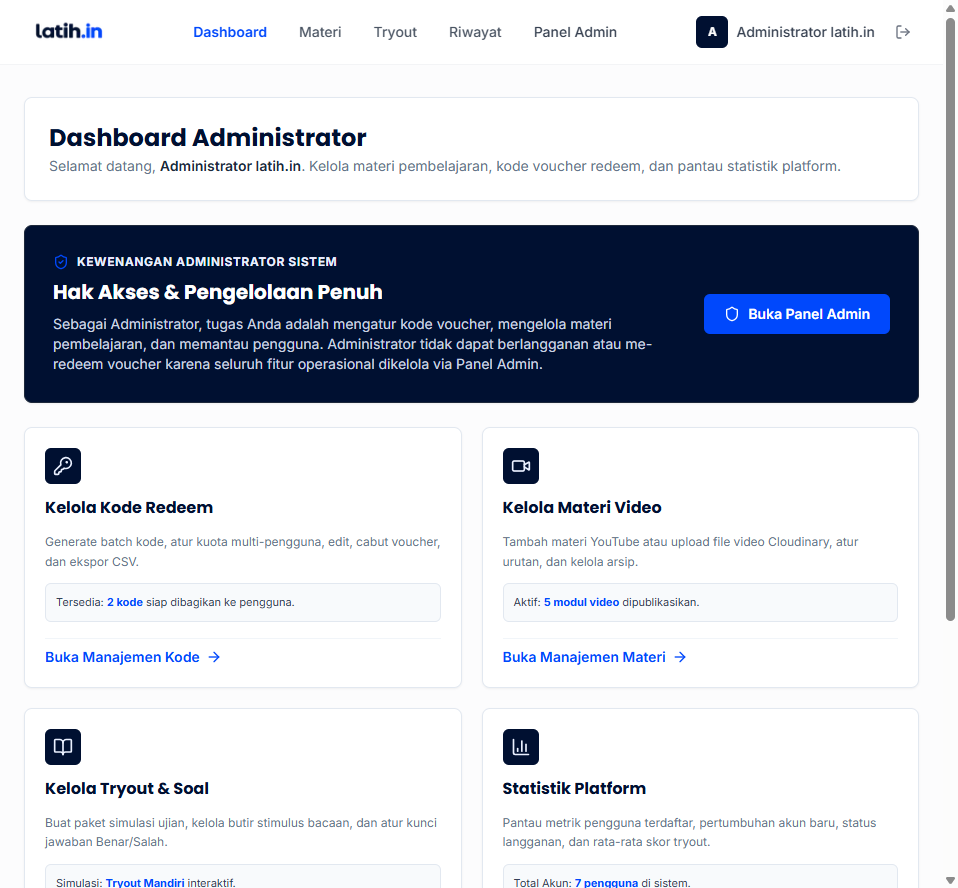 latih.in
Dashboard
Materi
Tryout
Riwayat
Panel Admin
A
Administrator latih.in
Dashboard Administrator
Selamat datang, Administrator latih.in. Kelola materi pembelajaran, kode voucher redeem, dan pantau statistik platform.
KEWENANGAN ADMINISTRATOR SISTEM
Hak Akses & Pengelolaan Penuh
Sebagai Administrator, tugas Anda adalah mengatur kode voucher, mengelola materi
pembelajaran, dan memantau pengguna. Administrator tidak dapat berlangganan atau me-
redeem voucher karena seluruh fitur operasional dikelola via Panel Admin.
Buka Panel Admin
Kelola Kode Redeem
Generate batch kode, atur kuota multi-pengguna, edit, cabut voucher,
dan ekspor CSV.
Tersedia: 2 kode siap dibagikan ke pengguna.
Buka Manajemen Kode →
Kelola Materi Video
Tambah materi YouTube atau upload file video Cloudinary, atur
urutan, dan kelola arsip.
Aktif: 5 modul video dipublikasikan.
Buka Manajemen Materi →
Kelola Tryout & Soal
Buat paket simulasi ujian, kelola butir stimulus bacaan, dan atur kunci
jawaban Benar/Salah.
Simulasi: Tryout Mandiri interaktif.
Statistik Platform
Pantau metrik pengguna terdaftar, pertumbuhan akun baru, status
langganan, dan rata-rata skor tryout.
Total Akun: 7 pengguna di sistem.